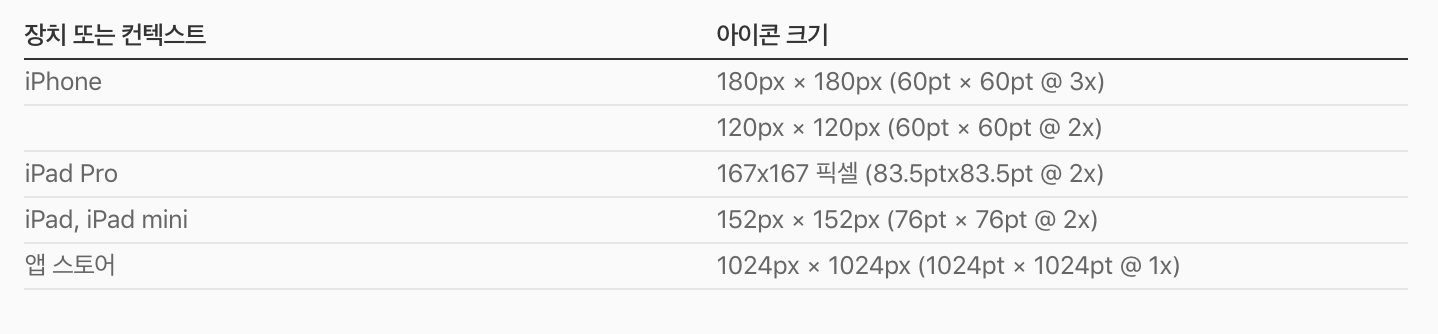 장치 또는 컨텍스트 아이콘 크기
iPhone 180px × 180px (60pt × 60pt @ 3x)
120px × 120px (60pt × 60pt @ 2x)
iPad Pro 167x167 픽셀 (83.5ptx83.5pt @ 2x)
iPad, iPad mini 152px × 152px (76pt × 76pt @ 2x)
앱 스토어 1024px × 1024px (1024pt × 1024pt @ 1x)